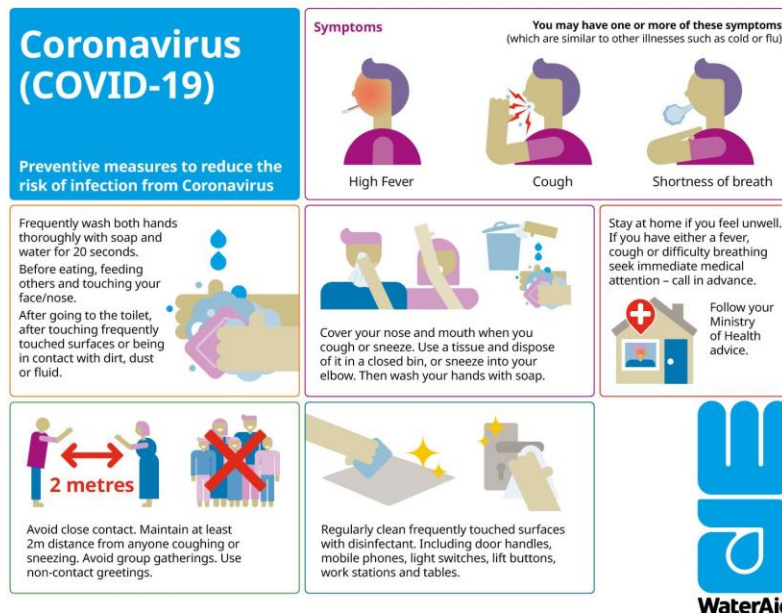 Coronavirus
(COVID-19)
Preventive measures to reduce the
risk of infection from Coronavirus
Symptoms
You may have one or more of these symptoms
(which are similar to other illnesses such as cold or flu)
High Fever
Cough
Shortness of breath
Frequently wash both hands
thoroughly with soap and
water for 20 seconds.
Before eating, feeding
others and touching your
face/nose.
After going to the toilet,
after touching frequently
touched surfaces or being
in contact with dirt, dust
or fluid.
Cover your nose and mouth when you
cough or sneeze. Use a tissue and dispose
of it in a closed bin, or sneeze into your
elbow. Then wash your hands with soap.
Stay at home if you feel unwell.
If you have either a fever,
cough or difficulty breathing
seek immediate medical
attention – call in advance.
Follow your
Ministry
of Health
advice.
2 metres
Avoid close contact. Maintain at least
2m distance from anyone coughing or
sneezing. Avoid group gatherings. Use
non-contact greetings.
Regularly clean frequently touched surfaces
with disinfectant. Including door handles,
mobile phones, light switches, lift buttons,
work stations and tables.
WaterAid